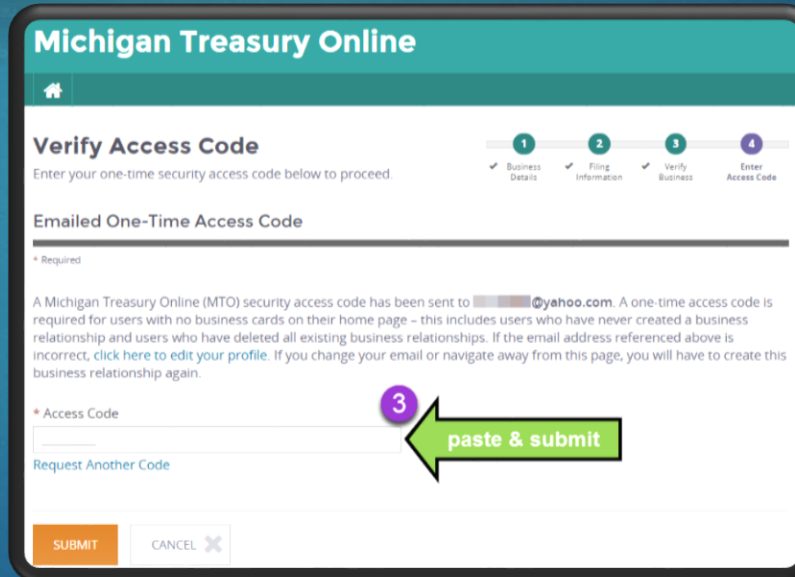 Michigan Treasury Online
Verify Access Code
Enter your one-time security access code below to proceed.
1
2
3
4
Business Details
Filing Information
Verify Business
Enter Access Code
Emailed One-Time Access Code
* Required
A Michigan Treasury Online (MTO) security access code has been sent to @yahoo.com. A one-time access code is
required for users with no business cards on their home page – this includes users who have never created a business
relationship and users who have deleted all existing business relationships. If the email address referenced above is
incorrect, click here to edit your profile. If you change your email or navigate away from this page, you will have to create this
business relationship again.
* Access Code
3
paste & submit
Request Another Code
SUBMIT
CANCEL